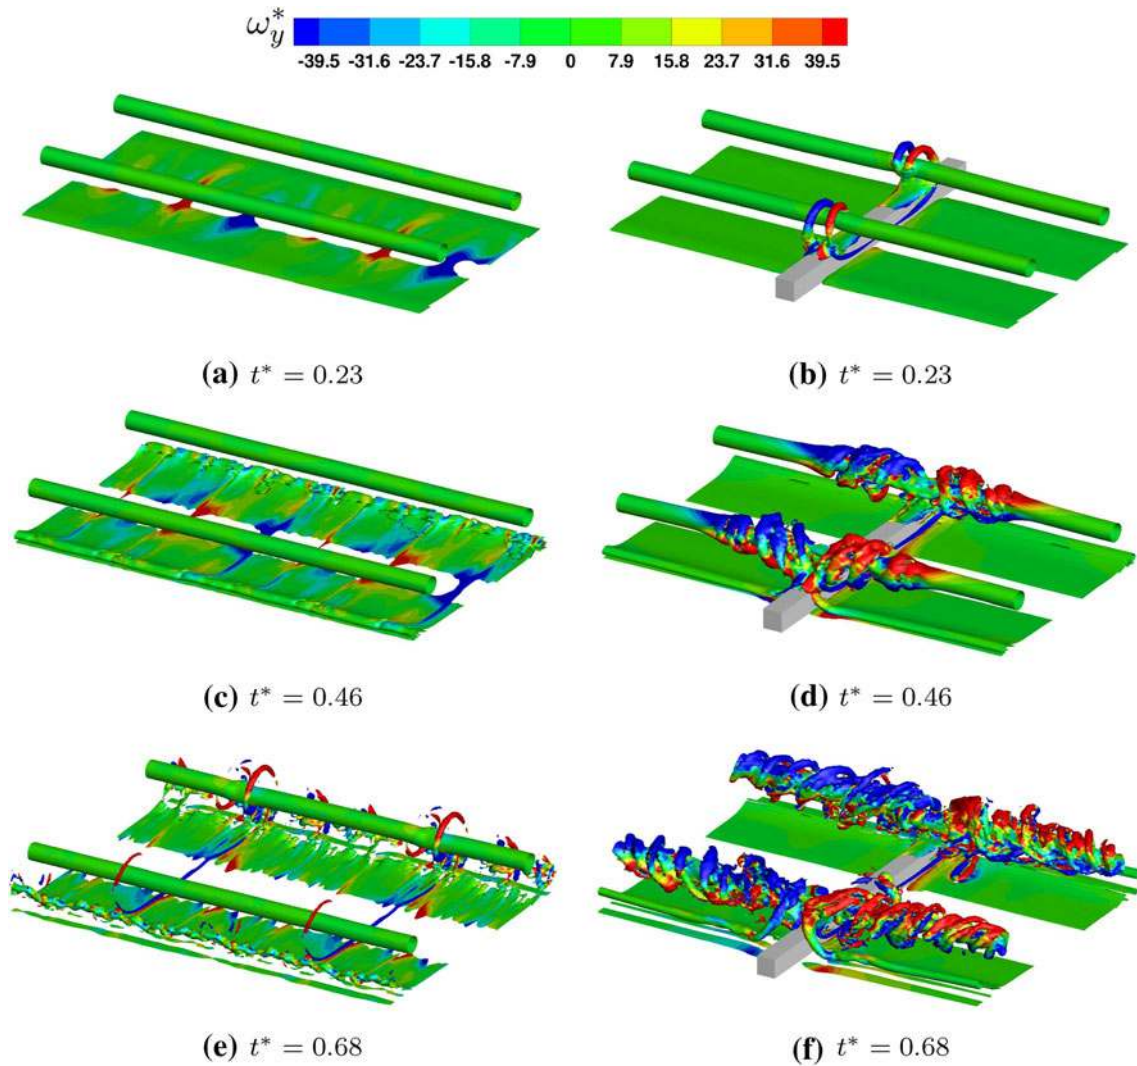 ω*y
-39.5 -31.6 -23.7 -15.8 -7.9 0 7.9 15.8 23.7 31.6 39.5
(a) t* = 0.23
(b) t* = 0.23
(c) t* = 0.46
(d) t* = 0.46
(e) t* = 0.68
(f) t* = 0.68